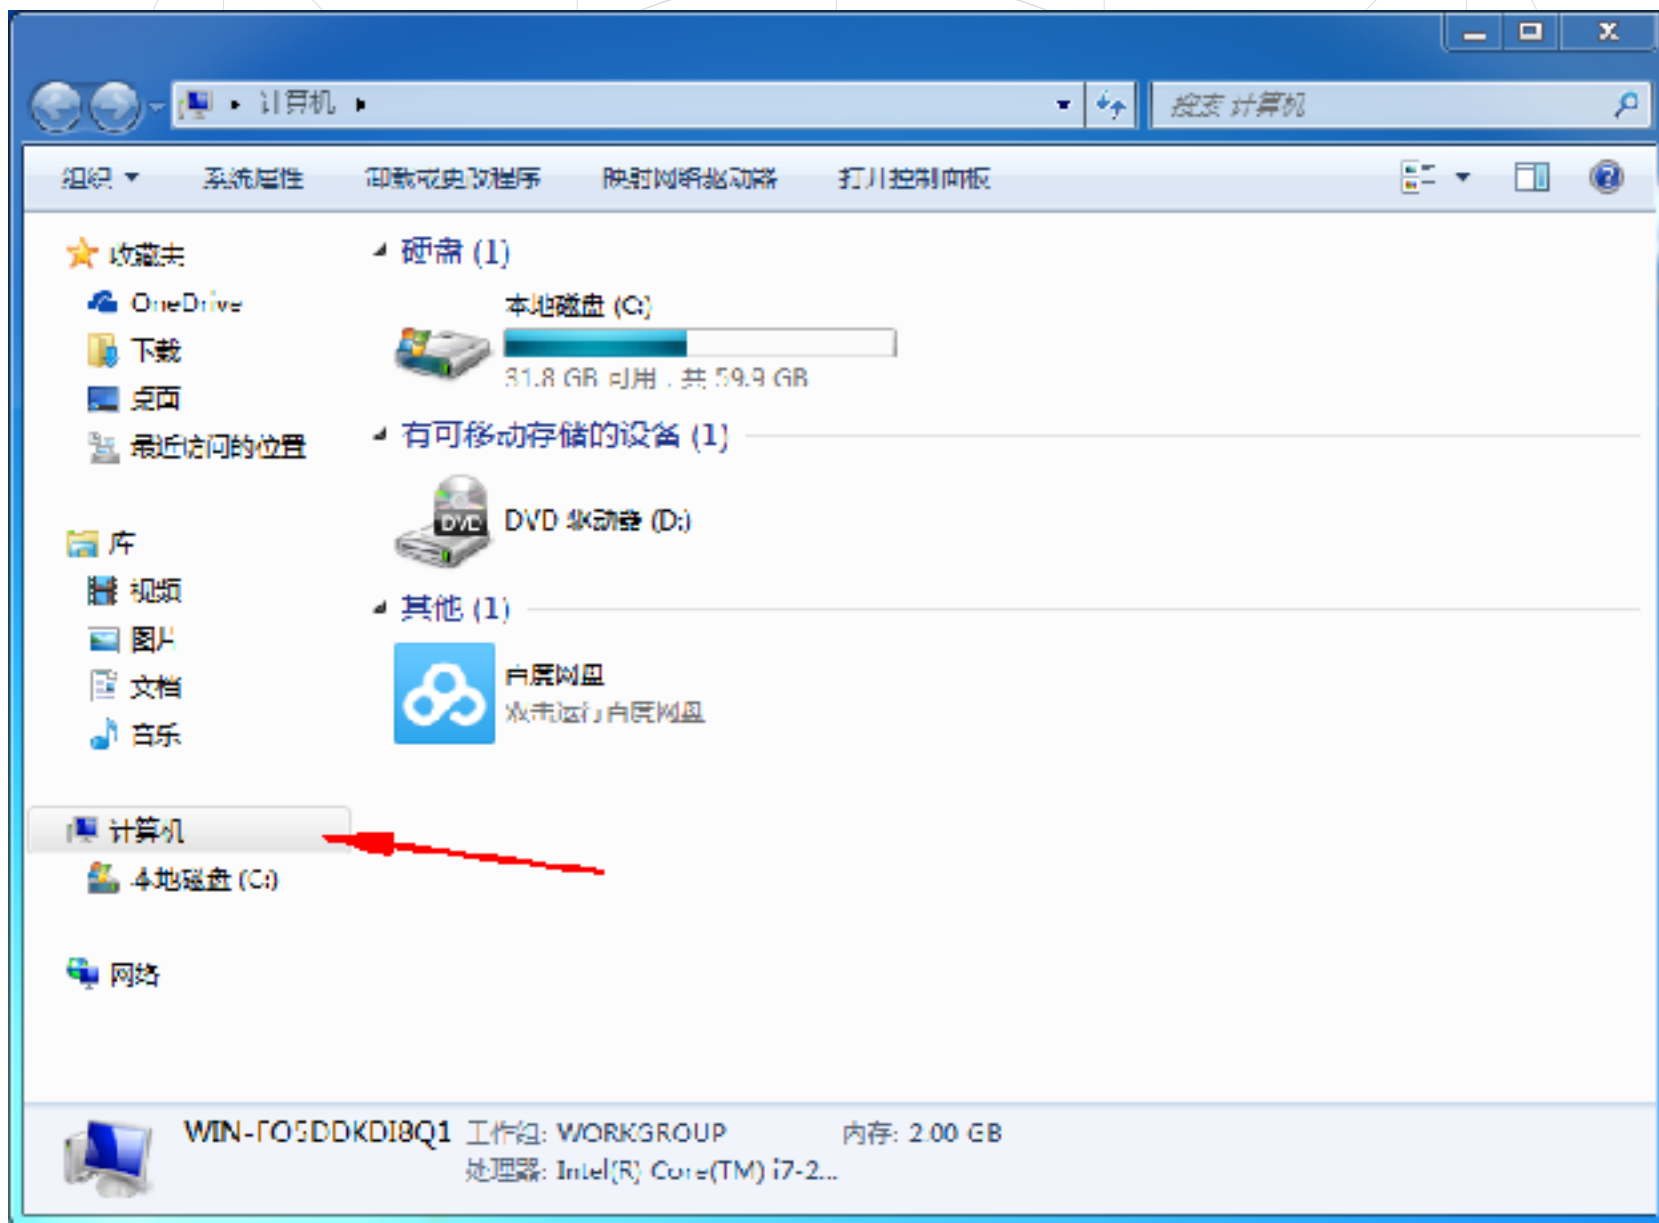 计算机
搜索 计算机
组织 系统属性 卸载或更改程序 映射网络驱动器 打开控制面板
收藏夹
OneDrive
下载
桌面
最近访问的位置
库
视频
图片
文档
音乐
计算机
本地磁盘 (C:)
网络
硬盘 (1)
本地磁盘 (C:)
31.8 GB 可用，共 59.9 GB
有可移动存储的设备 (1)
DVD
DVD 驱动器 (D:)
其他 (1)
百度网盘
双击运行百度网盘
工作组: WORKGROUP 内存: 2.00 GB
处理器: Intel(R) Core(TM) i7-2...